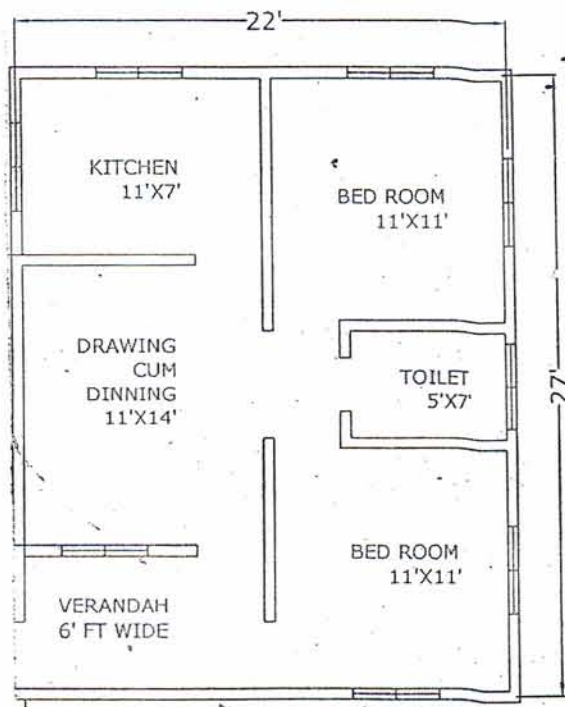 22'
KITCHEN
11'X7'
BED ROOM
11'X11'
DRAWING
CUM
DINNING
11'X14'
TOILET
5'X7'
27'
BED ROOM
11'X11'
VERANDAH
6' FT WIDE